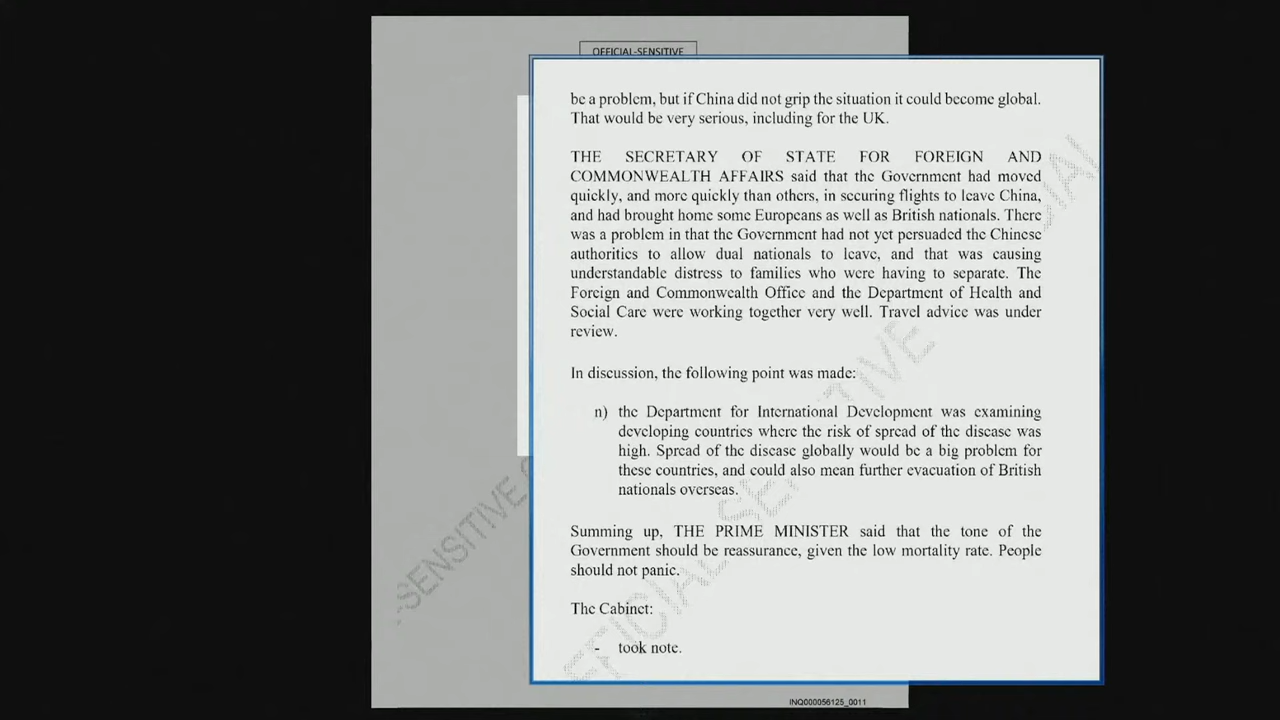 OFFICIAL-SENSITIVE
be a problem, but if China did not grip the situation it could become global.
That would be very serious, including for the UK.
THE SECRETARY OF STATE FOR FOREIGN AND
COMMONWEALTH AFFAIRS said that the Government had moved
quickly, and more quickly than others, in securing flights to leave China,
and had brought home some Europeans as well as British nationals. There
was a problem in that the Government had not yet persuaded the Chinese
authorities to allow dual nationals to leave, and that was causing
understandable distress to families who were having to separate. The
Foreign and Commonwealth Office and the Department of Health and
Social Care were working together very well. Travel advice was under
review.
In discussion, the following point was made:
n) the Department for International Development was examining
developing countries where the risk of spread of the disease was
high. Spread of the disease globally would be a big problem for
these countries, and could also mean further evacuation of British
nationals overseas.
Summing up, THE PRIME MINISTER said that the tone of the
Government should be reassurance, given the low mortality rate. People
should not panic.
The Cabinet:
- took note.
INQ000056125_0011